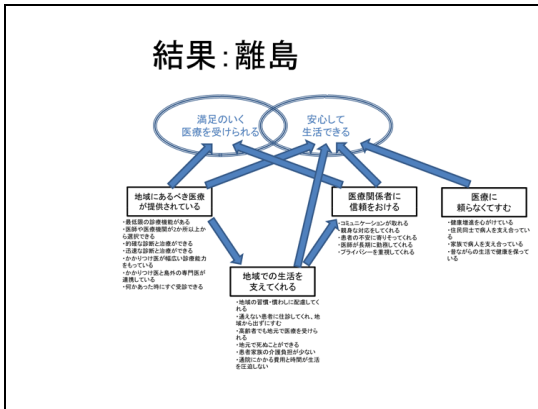 結果：離島
満足のいく
医療を受けられる
安心して
生活できる
地域にあるべき医療
が提供されている
・最低限の診療機能がある
・医師や医療機関が2か所以上か
ら選択できる
・的確な診断と治療ができる
・迅速な診断と治療ができる
・かかりつけ医が幅広い診療能力
をもっている
・かかりつけ医と島外の専門医が
連携している
・何かあった時にすぐ受診できる
医療関係者に
信頼をおける
・コミュニケーションが取れる
・親身な対応をしてくれる
・患者の不安に寄りそってくれる
・医師が長期に勤務してくれる
・プライバシーを重視してくれる
医療に
頼らなくてすむ
・健康増進を心がけている
・住民同士で病人を支え合ってい
る
・家族で病人を支え合っている
・昔ながらの生活で健康を保って
いる
地域での生活を
支えてくれる
・地域の習慣・慣わしに配慮してく
れる
・通えない患者に往診してくれ、地
域から出ずにすむ
・高齢者でも地元で医療を受けら
れる
・地元で死ぬことができる
・患者家族の介護負担が少ない
・通院にかかる費用と時間が生活
を圧迫しない